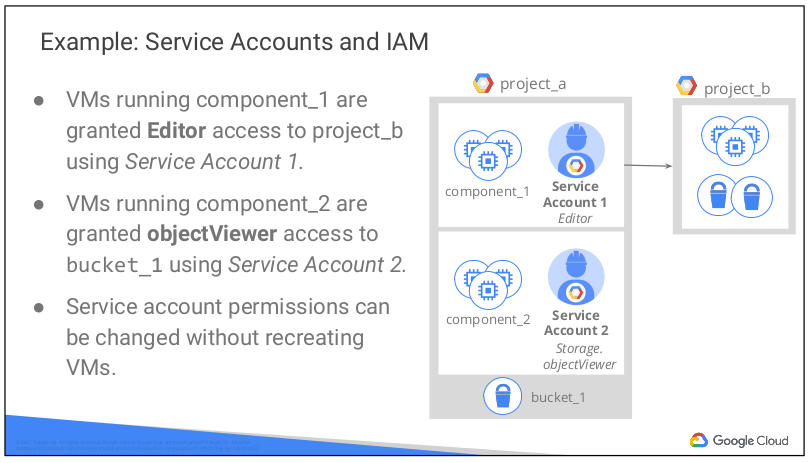 Example: Service Accounts and IAM
● VMs running component_1 are
granted Editor access to project_b
using Service Account 1.
● VMs running component_2 are
granted objectViewer access to
bucket_1 using Service Account 2.
● Service account permissions can
be changed without recreating
VMs.
project_a
component_1
Service
Account 1
Editor
component_2
Service
Account 2
Storage.
objectViewer
bucket_1
project_b
Google Cloud